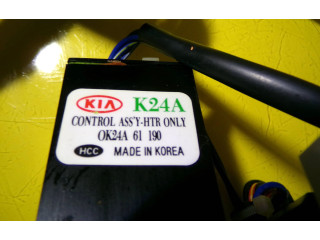 KIA K24A
CONTROL ASS'Y-HTR ONLY
OK24A 61 190
HCC MADE IN KOREA